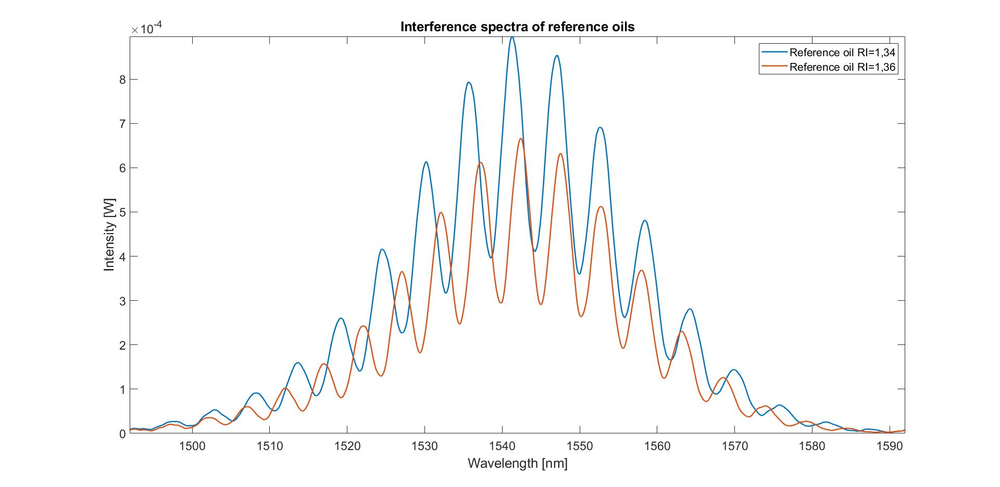 Interference spectra of reference oils
×10-4
Reference oil RI=1,34
Reference oil RI=1,36
8
7
6
5
4
3
2
1
0
Intensity [W]
1500 1510 1520 1530 1540 1550 1560 1570 1580 1590
Wavelength [nm]